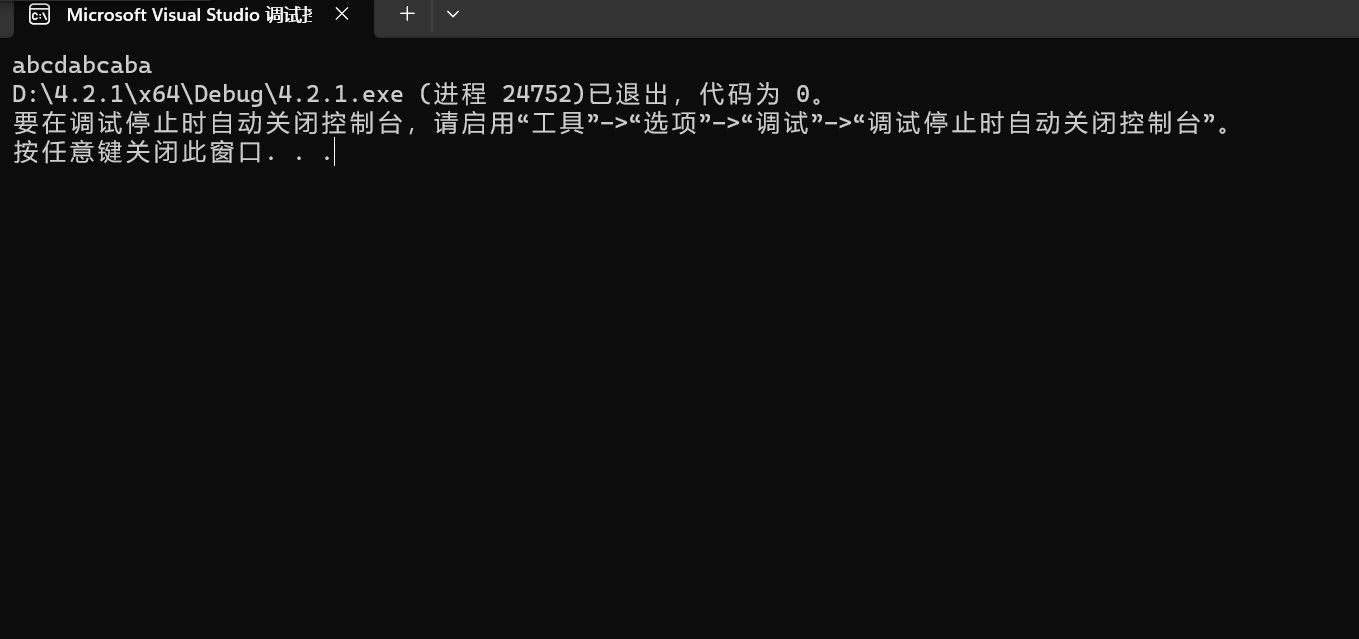 Microsoft Visual Studio 调试
abcdabcaba
D:\4.2.1\x64\Debug\4.2.1.exe (进程 24752)已退出，代码为 0。
要在调试停止时自动关闭控制台，请启用“工具”->“选项”->“调试”->“调试停止时自动关闭控制台”。
按任意键关闭此窗口. . .